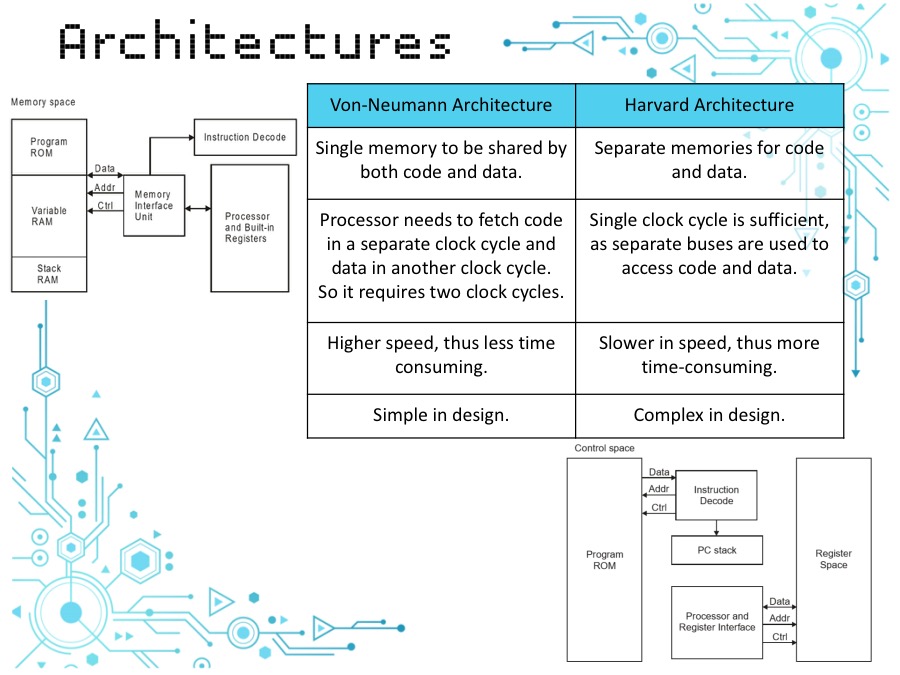 Architectures
Memory space
Program
ROM
Variable
RAM
Stack
RAM
Data
Addr
Ctrl
Memory
Interface
Unit
Instruction Decode
Processor
and Built-in
Registers
Von-Neumann Architecture
Harvard Architecture
Single memory to be shared by
both code and data.
Separate memories for code
and data.
Processor needs to fetch code
in a separate clock cycle and
data in another clock cycle.
So it requires two clock cycles.
Single clock cycle is sufficient,
as separate buses are used to
access code and data.
Higher speed, thus less time
consuming.
Slower in speed, thus more
time-consuming.
Simple in design.
Complex in design.
Control space
Program
ROM
Data
Addr
Ctrl
Instruction
Decode
PC stack
Processor and
Register Interface
Data
Addr
Ctrl
Register
Space